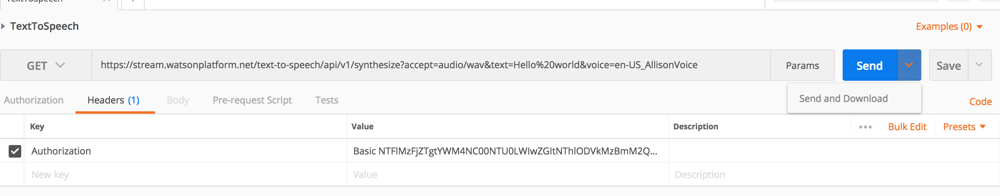 TextToSpeech
TextToSpeech
Examples (0)
GET
https://stream.watsonplatform.net/text-to-speech/api/v1/synthesize?accept=audio/wav&text=Hello%20world&voice=en-US_AllisonVoice
Params
Send
Save
Send and Download
Authorization
Headers (1)
Body
Pre-request Script
Tests
Code
Key
Value
Description
Bulk Edit
Presets
Authorization
Basic NTFlMzFjZTgtYWM4NC00NTU0LWIwZGItNThlODVkMzBmM2Q...
New key
Value
Description